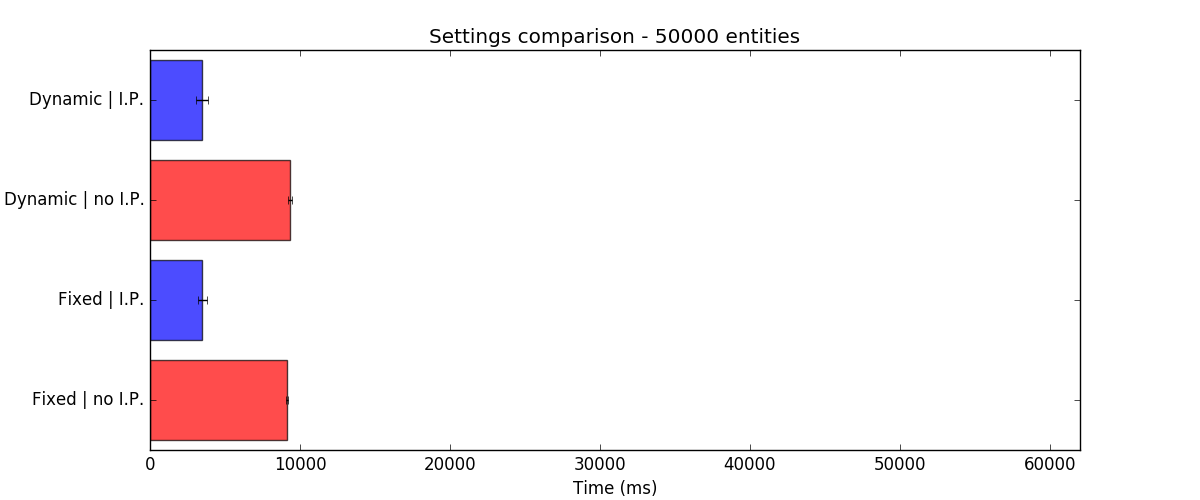 Settings comparison - 50000 entities
Dynamic | I.P.
Dynamic | no I.P.
Fixed | I.P.
Fixed | no I.P.
0 10000 20000 30000 40000 50000 60000
Time (ms)